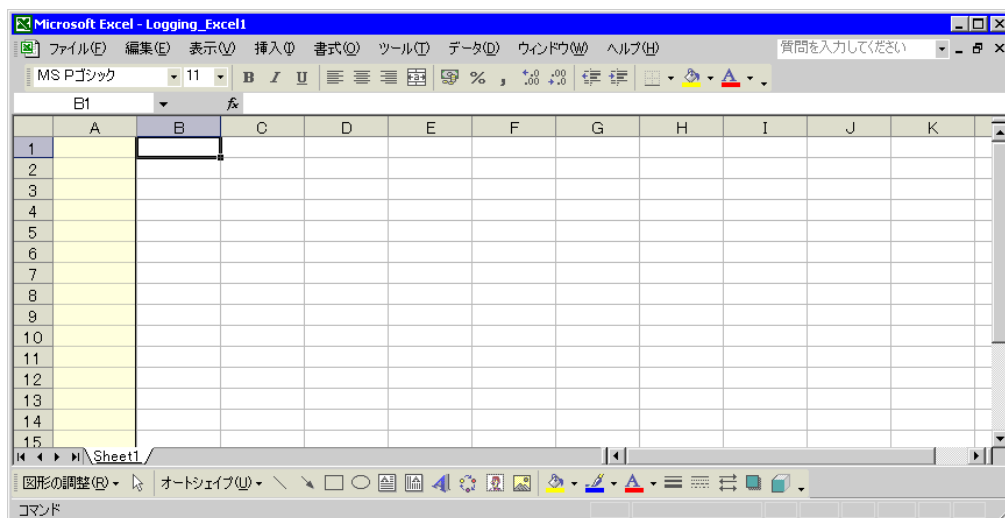 Microsoft Excel - Logging_Excel1
ファイル(F) 編集(E) 表示(V) 挿入(I) 書式(O) ツール(T) データ(D) ウィンドウ(W) ヘルプ(H) 質問を入力してください
MS Pゴシック 11 B I U % ,
B1 fx
A B C D E F G H I J K
1
2
3
4
5
6
7
8
9
10
11
12
13
14
15
Sheet1
図形の調整(R) オートシェイプ(U)
コマンド